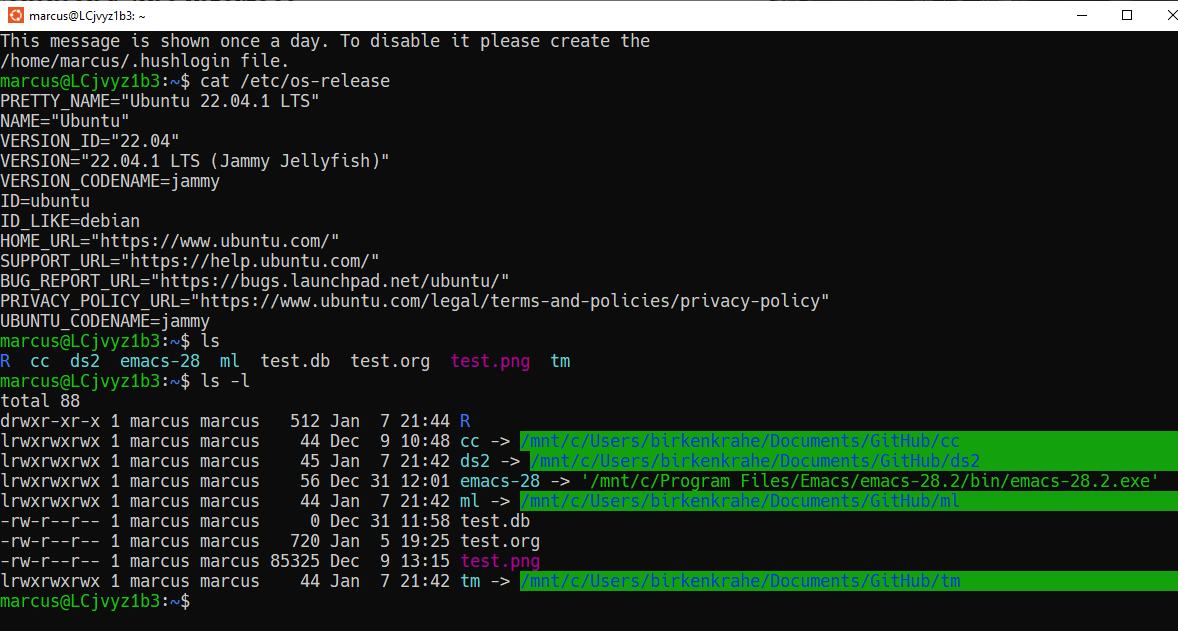 marcus@LCjvyz1b3: ~
This message is shown once a day. To disable it please create the
/home/marcus/.hushlogin file.
marcus@LCjvyz1b3:~$ cat /etc/os-release
PRETTY_NAME="Ubuntu 22.04.1 LTS"
NAME="Ubuntu"
VERSION_ID="22.04"
VERSION="22.04.1 LTS (Jammy Jellyfish)"
VERSION_CODENAME=jammy
ID=ubuntu
ID_LIKE=debian
HOME_URL="https://www.ubuntu.com/"
SUPPORT_URL="https://help.ubuntu.com/"
BUG_REPORT_URL="https://bugs.launchpad.net/ubuntu/"
PRIVACY_POLICY_URL="https://www.ubuntu.com/legal/terms-and-policies/privacy-policy"
UBUNTU_CODENAME=jammy
marcus@LCjvyz1b3:~$ ls
R  cc  ds2  emacs-28  ml  test.db  test.org  test.png  tm
marcus@LCjvyz1b3:~$ ls -l
total 88
drwxr-xr-x 1 marcus marcus   512 Jan  7 21:44 R
lrwxrwxrwx 1 marcus marcus    44 Dec  9 10:48 cc -> /mnt/c/Users/birkenkrahe/Documents/GitHub/cc
lrwxrwxrwx 1 marcus marcus    45 Jan  7 21:42 ds2 -> /mnt/c/Users/birkenkrahe/Documents/GitHub/ds2
lrwxrwxrwx 1 marcus marcus    56 Dec 31 12:01 emacs-28 -> '/mnt/c/Program Files/Emacs/emacs-28.2/bin/emacs-28.2.exe'
lrwxrwxrwx 1 marcus marcus    44 Jan  7 21:42 ml -> /mnt/c/Users/birkenkrahe/Documents/GitHub/ml
-rw-r--r-- 1 marcus marcus     0 Dec 31 11:58 test.db
-rw-r--r-- 1 marcus marcus   720 Jan  5 19:25 test.org
-rw-r--r-- 1 marcus marcus 85325 Dec  9 13:15 test.png
lrwxrwxrwx 1 marcus marcus    44 Jan  7 21:42 tm -> /mnt/c/Users/birkenkrahe/Documents/GitHub/tm
marcus@LCjvyz1b3:~$